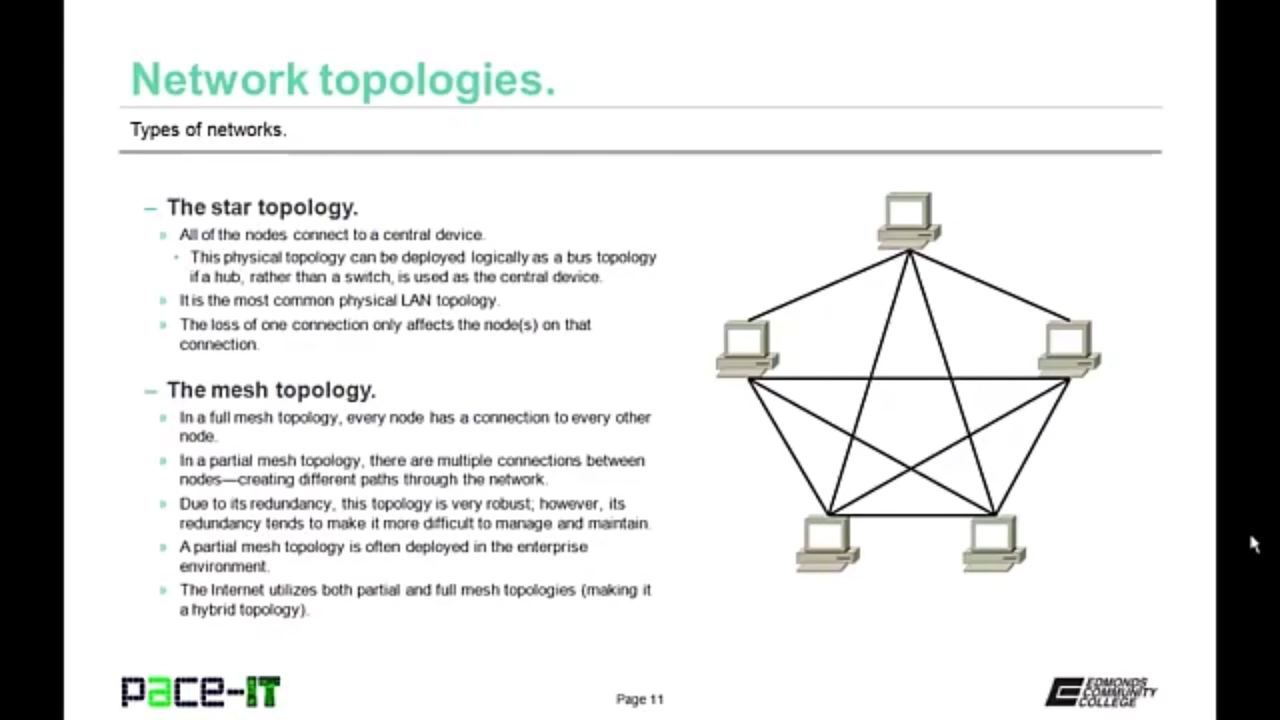 Network topologies.
Types of networks.
– The star topology.
» All of the nodes connect to a central device.
• This physical topology can be deployed logically as a bus topology
if a hub, rather than a switch, is used as the central device.
» It is the most common physical LAN topology.
» The loss of one connection only affects the node(s) on that
connection.
– The mesh topology.
» In a full mesh topology, every node has a connection to every other
node.
» In a partial mesh topology, there are multiple connections between
nodes—creating different paths through the network.
» Due to its redundancy, this topology is very robust; however, its
redundancy tends to make it more difficult to manage and maintain.
» A partial mesh topology is often deployed in the enterprise
environment.
» The Internet utilizes both partial and full mesh topologies (making it
a hybrid topology).
pace-IT
Page 11
EDMONDS
COMMUNITY
COLLEGE